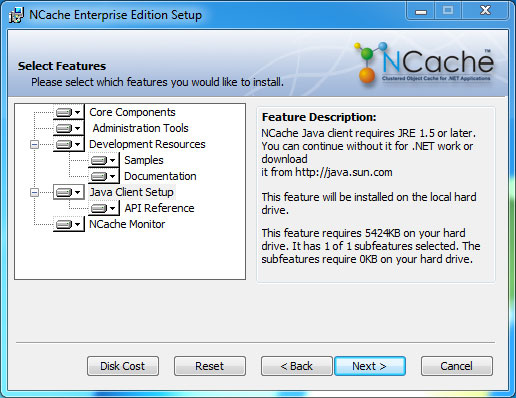 NCache Enterprise Edition Setup
Select Features
Please select which features you would like to install.
NCache™
Clustered Object Cache for .NET Applications
Core Components
Administration Tools
Development Resources
Samples
Documentation
Java Client Setup
API Reference
NCache Monitor
Feature Description:
NCache Java client requires JRE 1.5 or later.
You can continue without it for .NET work or
download
it from http://java.sun.com
This feature will be installed on the local hard
drive.
This feature requires 5424KB on your hard
drive. It has 1 of 1 subfeatures selected. The
subfeatures require 0KB on your hard drive.
Disk Cost
Reset
< Back
Next >
Cancel